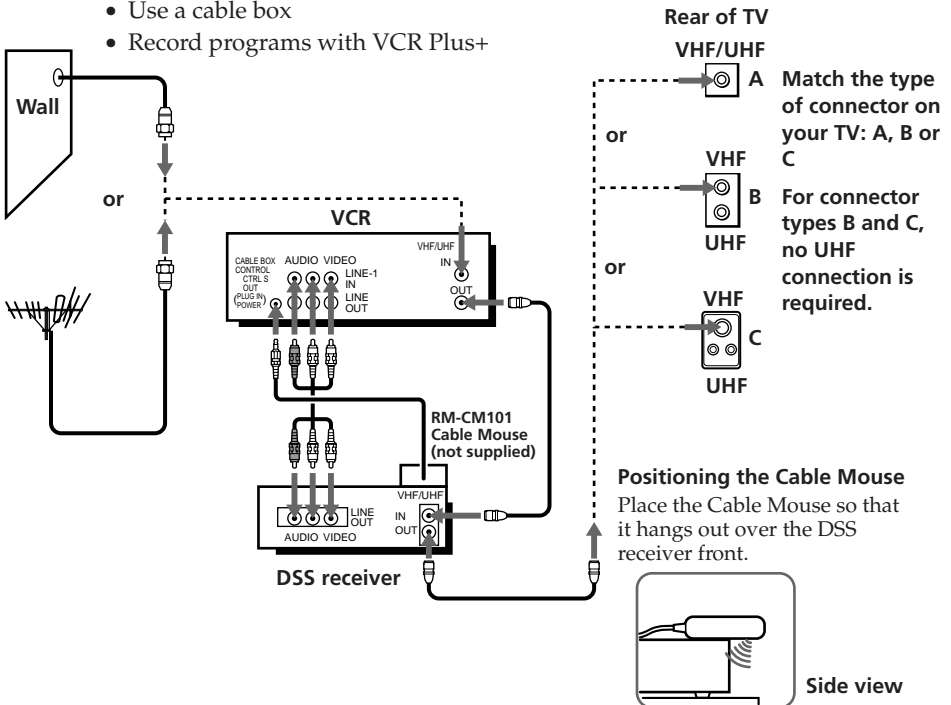 • Use a cable box
• Record programs with VCR Plus+
Wall
or
VCR
CABLE BOX
CONTROL
CTRL S
OUT
(PLUG IN
POWER)
AUDIO VIDEO
LINE-1
IN
LINE
OUT
VHF/UHF
IN
OUT
RM-CM101
Cable Mouse
(not supplied)
VHF/UHF
IN
OUT
LINE
OUT
AUDIO VIDEO
DSS receiver
Rear of TV
VHF/UHF
A
or
VHF
B
UHF
or
VHF
C
UHF
Match the type
of connector on
your TV: A, B or
C
For connector
types B and C,
no UHF
connection is
required.
Positioning the Cable Mouse
Place the Cable Mouse so that
it hangs out over the DSS
receiver front.
Side view